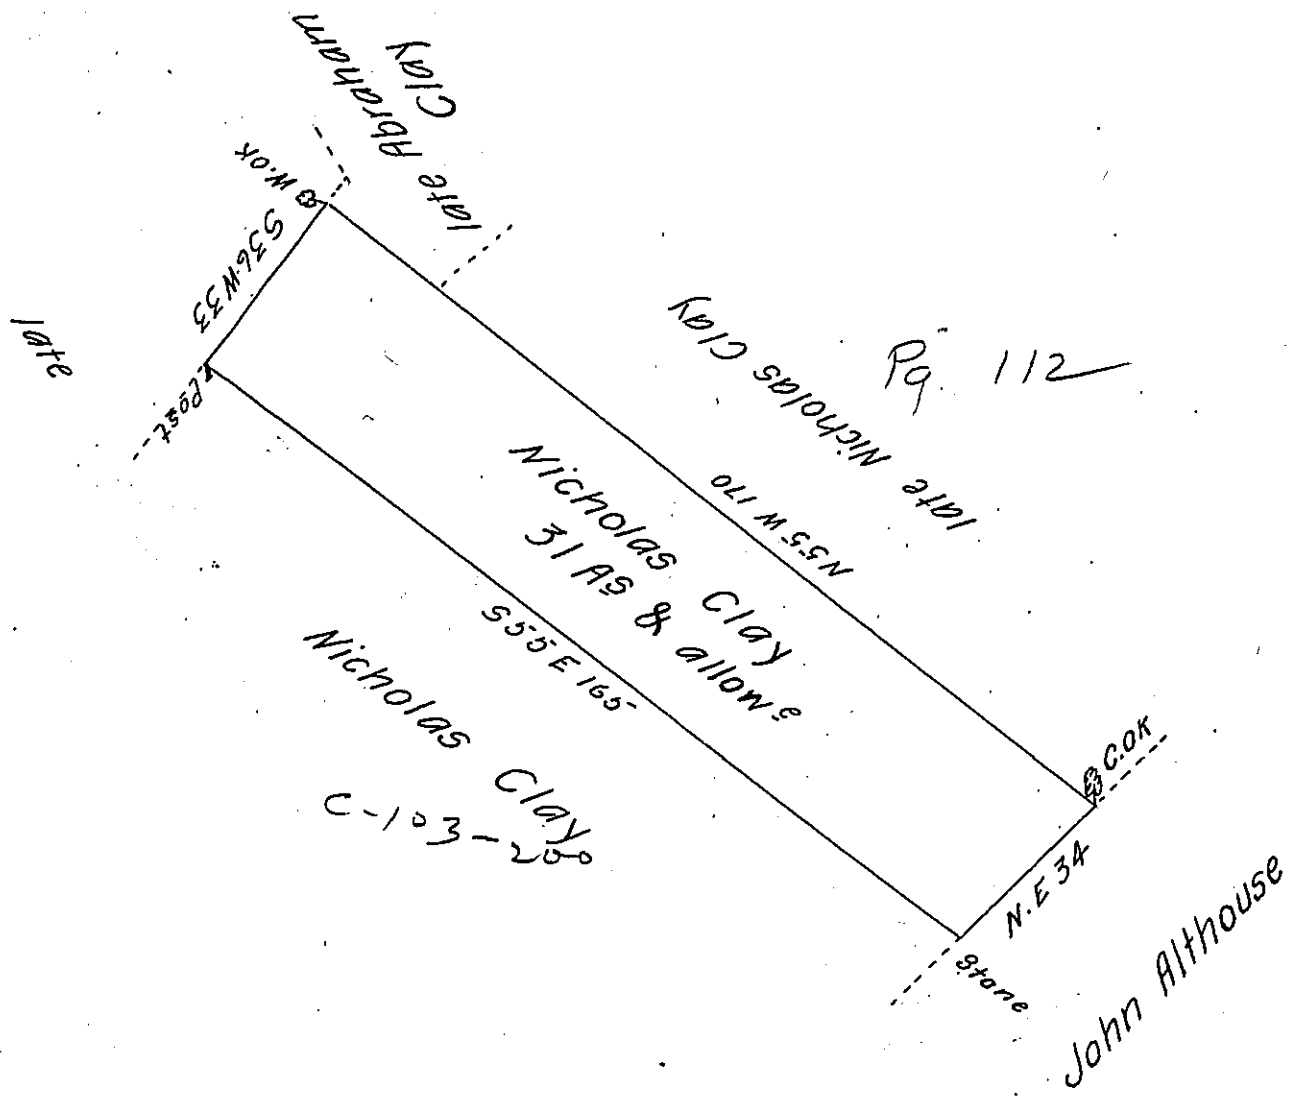 late Abraham
Clay
W.OK
S36W33
late
Post
late Nicholas Clay
Pg. 112
N55W170
Nicholas Clay
31 As & allowe
S55E165
Nicholas Clay
C-103-200
C.OK
N.E34
Stone
John Althouse